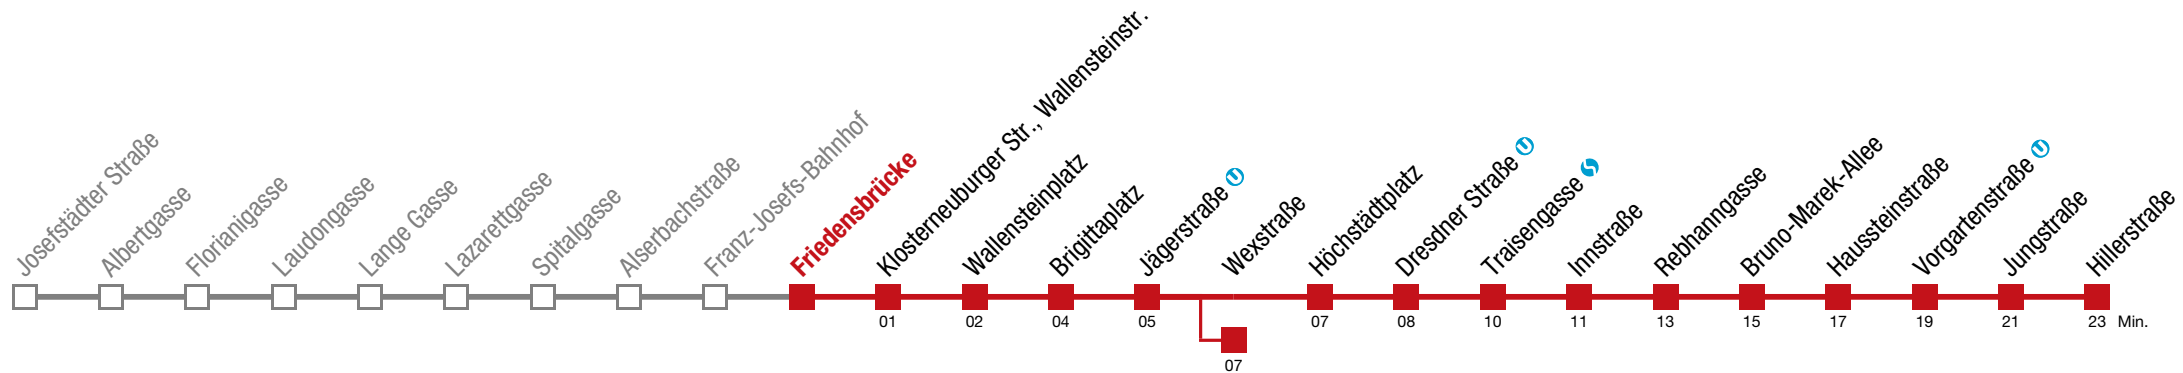 Josefstädter Straße
Albertgasse
Florianigasse
Laudongasse
Lange Gasse
Lazarettgasse
Spitalgasse
Alserbachstraße
Franz-Josefs-Bahnhof
Friedensbrücke
Klosterneuburger Str., Wallensteinstr.
Wallensteinplatz
Brigittaplatz
Jägerstraße U
Wexstraße
Höchstädtplatz
Dresdner Straße U
Traisengasse
Innstraße
Rebhanngasse
Bruno-Marek-Allee
Haussteinstraße
Vorgartenstraße U
Jungstraße
Hillerstraße
01 02 04 05 07 08 10 11 13 15 17 19 21 23 Min.
07